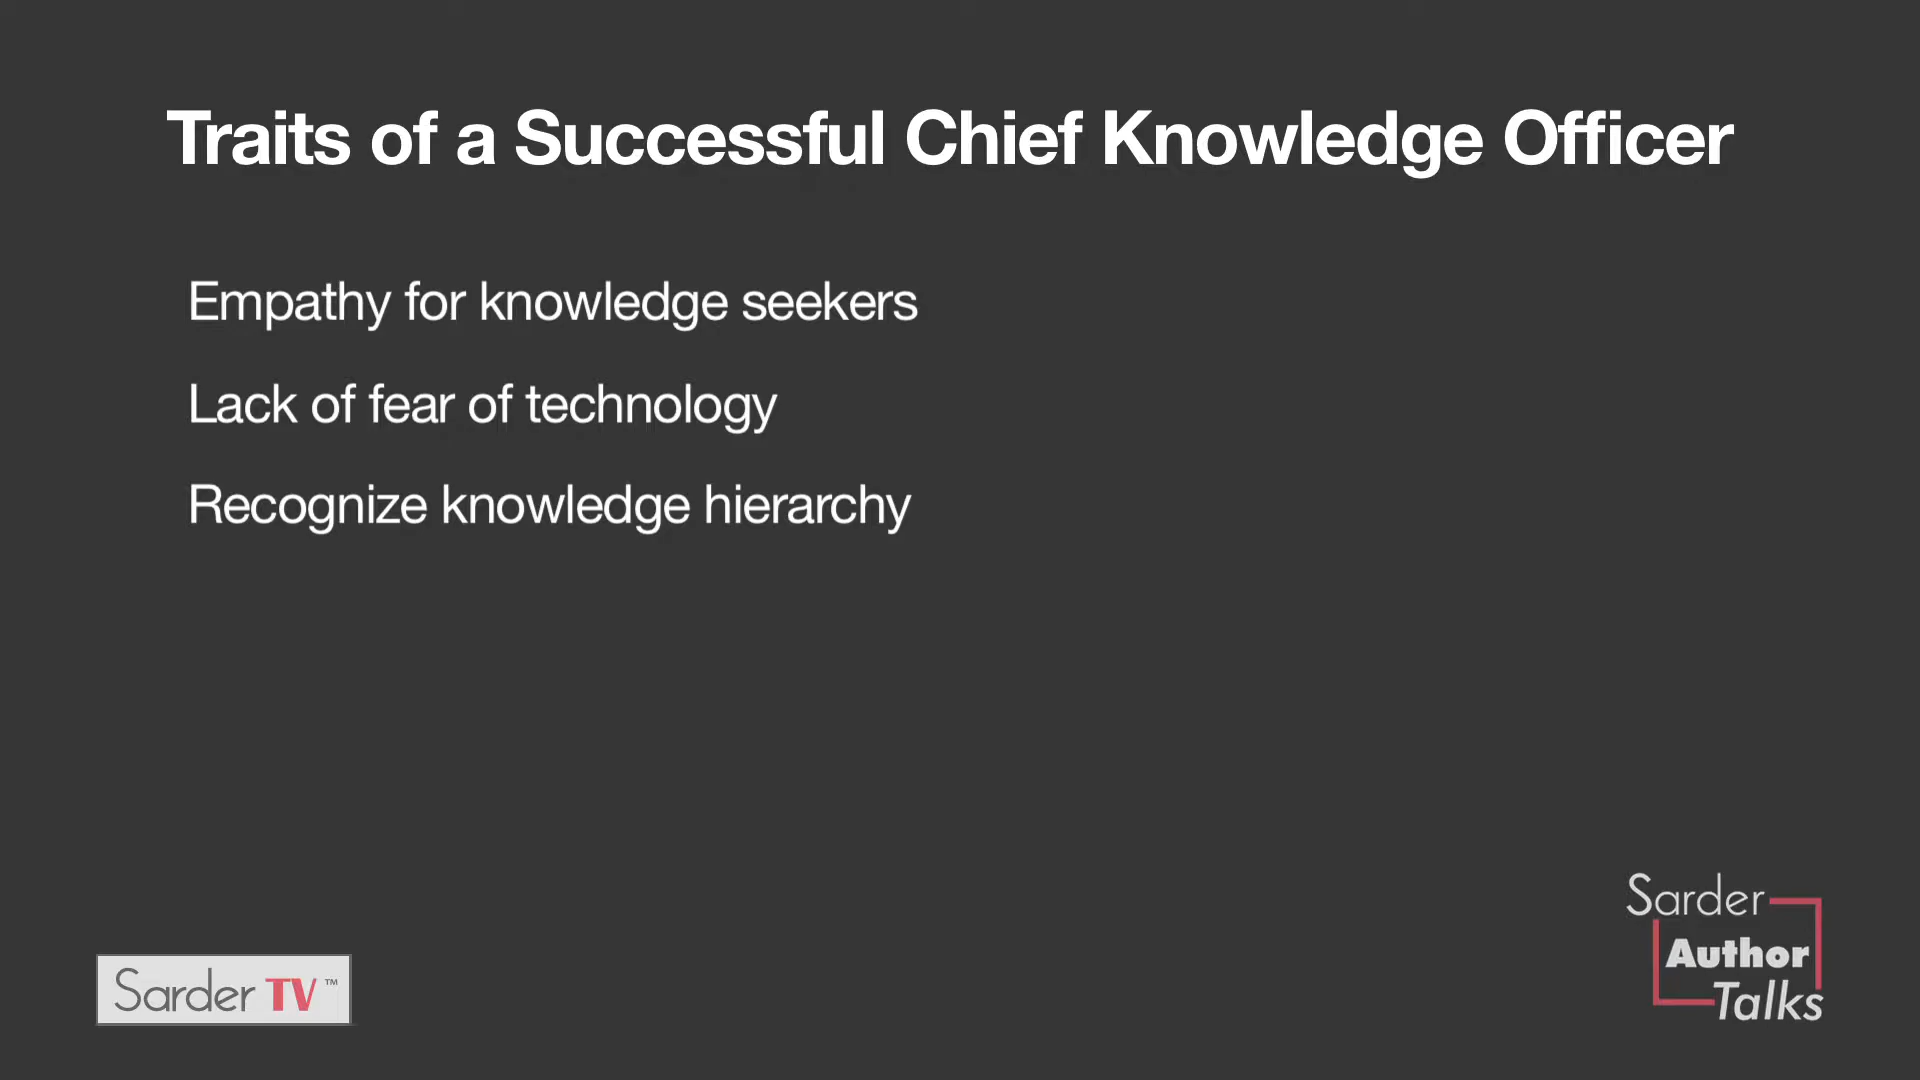 Traits of a Successful Chief Knowledge Officer
Empathy for knowledge seekers
Lack of fear of technology
Recognize knowledge hierarchy
Sarder
Author
Talks
Sarder TV™